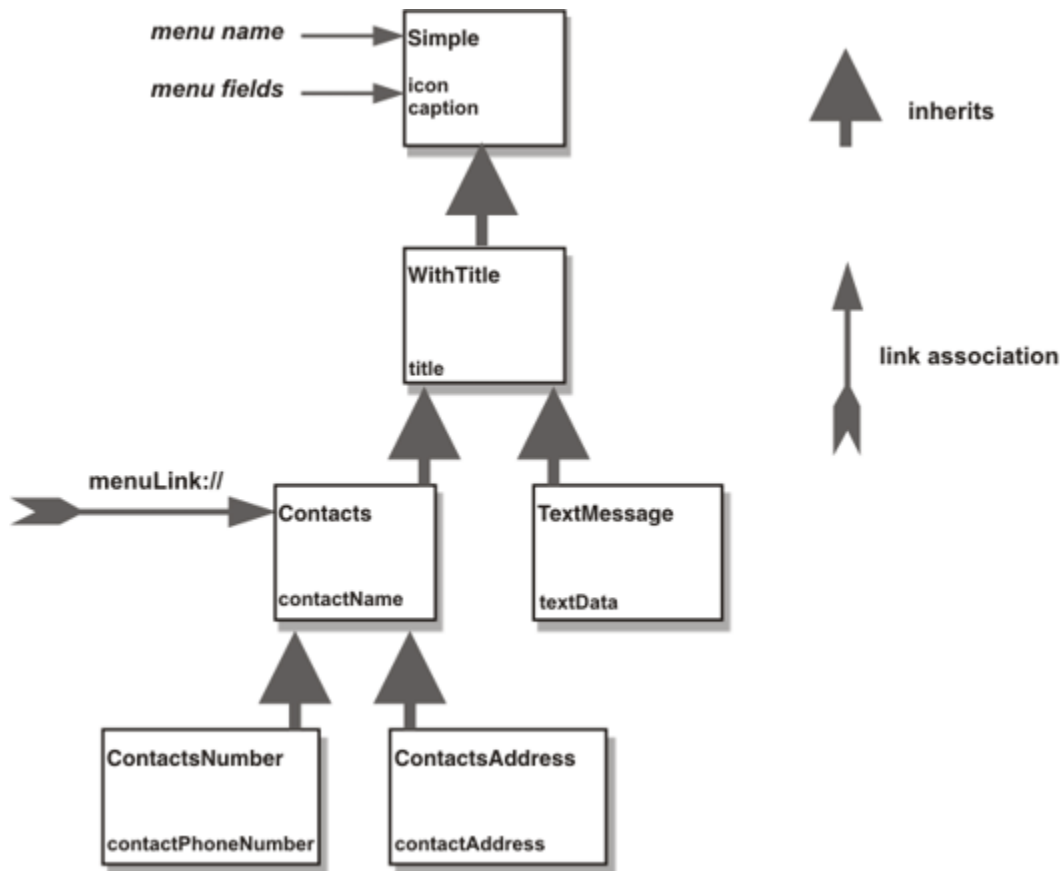 menu name
Simple
menu fields
icon
caption
inherits
WithTitle
title
link association
menuLink://
Contacts
contactName
TextMessage
textData
ContactsNumber
contactPhoneNumber
ContactsAddress
contactAddress